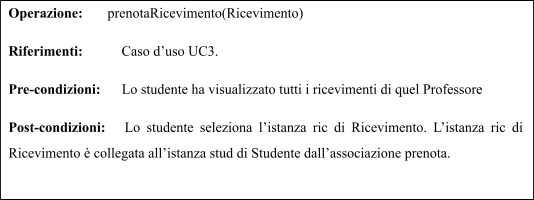 Operazione: prenotaRicevimento(Ricevimento)
Riferimenti: Caso d’uso UC3.
Pre-condizioni: Lo studente ha visualizzato tutti i ricevimenti di quel Professore
Post-condizioni: Lo studente seleziona l’istanza ric di Ricevimento. L’istanza ric di
Ricevimento è collegata all’istanza stud di Studente dall’associazione prenota.